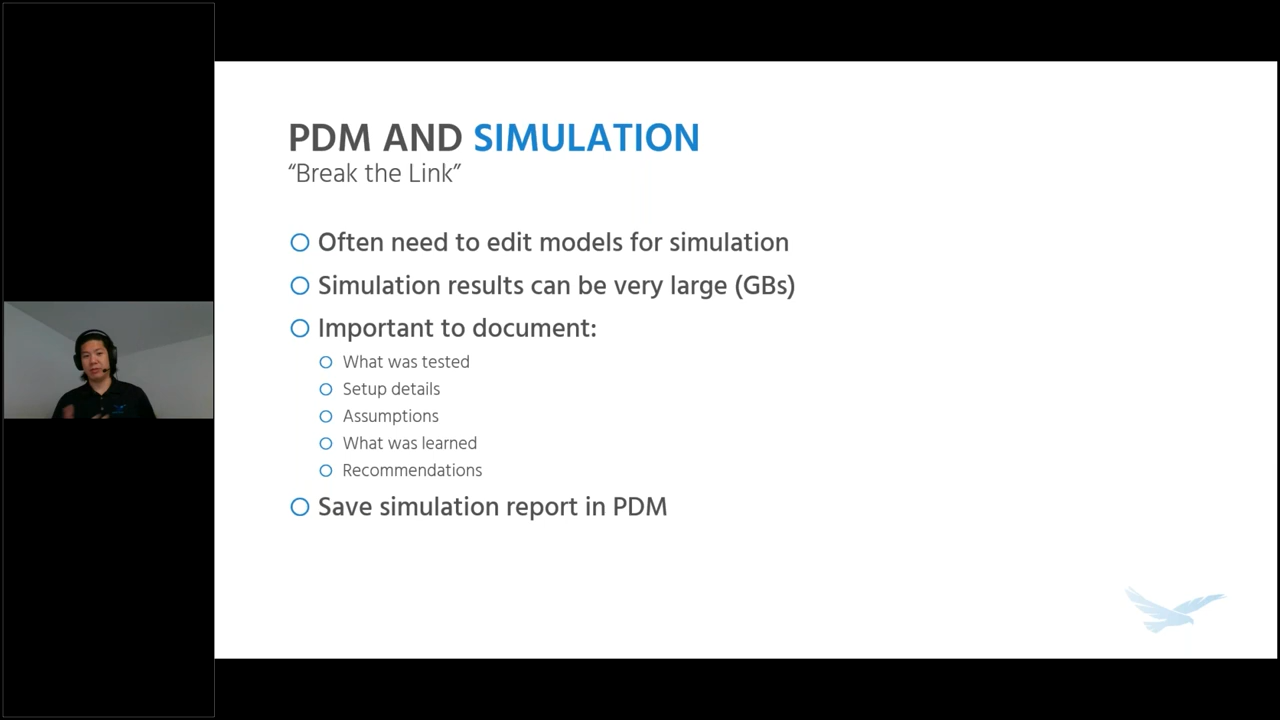 PDM AND SIMULATION
“Break the Link”
Often need to edit models for simulation
Simulation results can be very large (GBs)
Important to document:
What was tested
Setup details
Assumptions
What was learned
Recommendations
Save simulation report in PDM